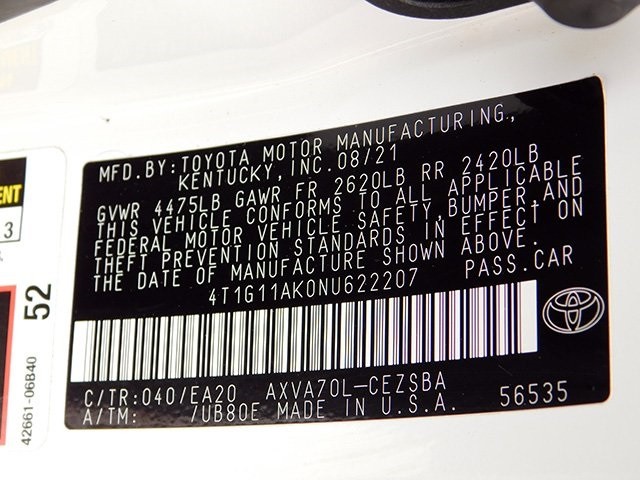 MFD.BY:TOYOTA MOTOR MANUFACTURING,
KENTUCKY,INC.08/21
GVWR 4475LB GAWR FR 2620LB RR 2420LB
THIS VEHICLE CONFORMS TO ALL APPLICABLE
FEDERAL MOTOR VEHICLE SAFETY,BUMPER,AND
THEFT PREVENTION STANDARDS IN EFFECT ON
THE DATE OF MANUFACTURE SHOWN ABOVE.
4T1G11AK0NU622207 PASS.CAR
C/TR:040/EA20 AXVA70L-CEZSBA
A/TM: /UB80E MADE IN U.S.A. 56535
3
52
42661-06B40